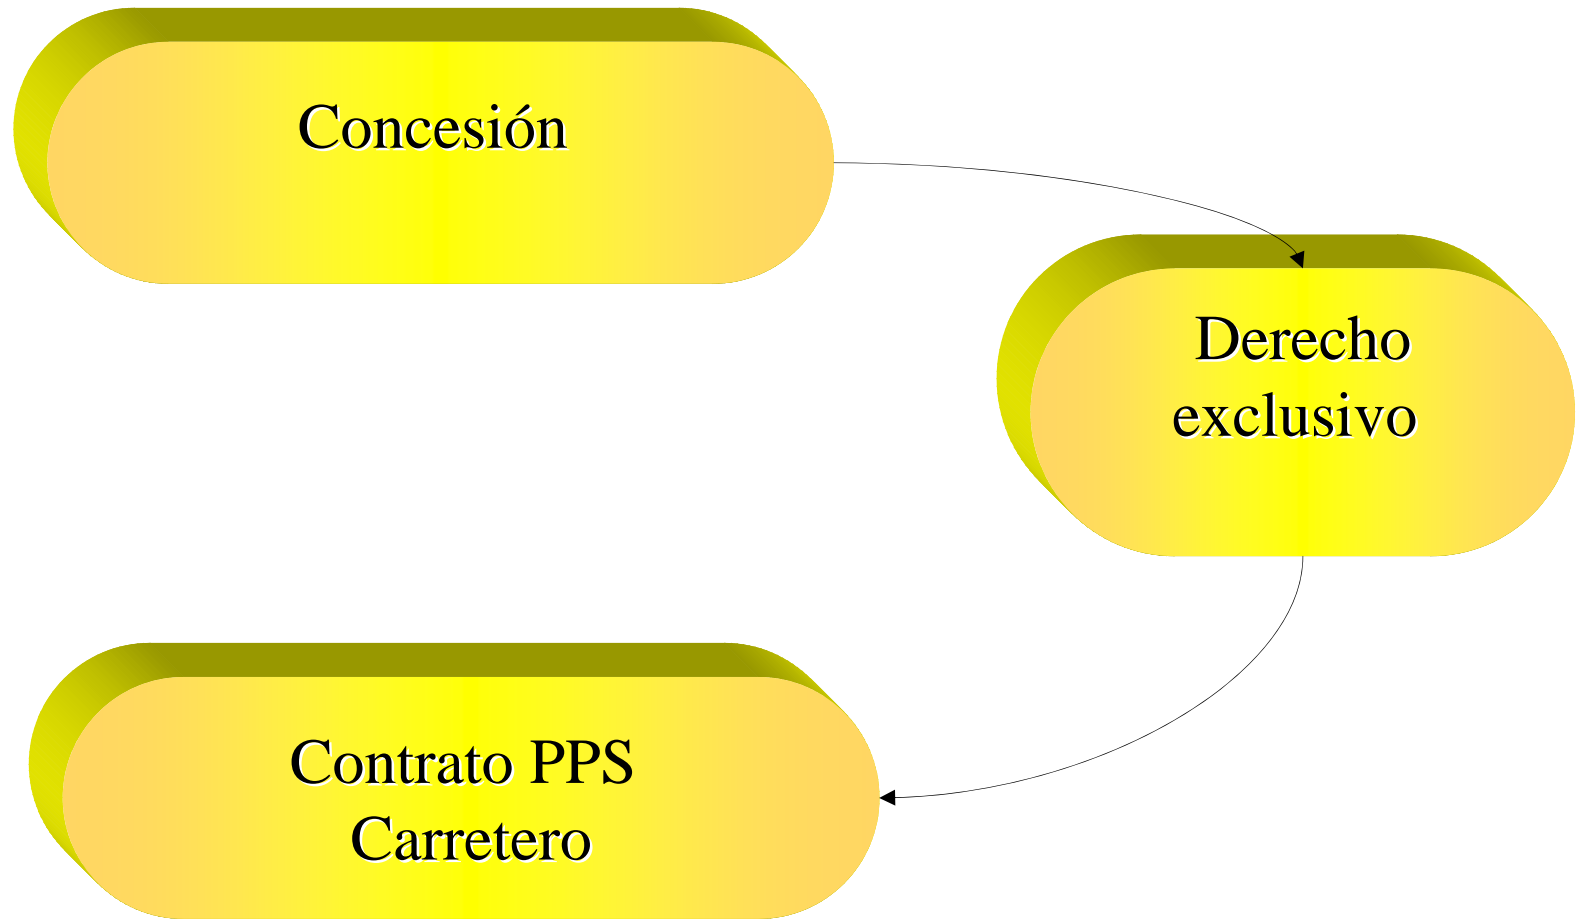 Concesión
Derecho
exclusivo
Contrato PPS
Carretero